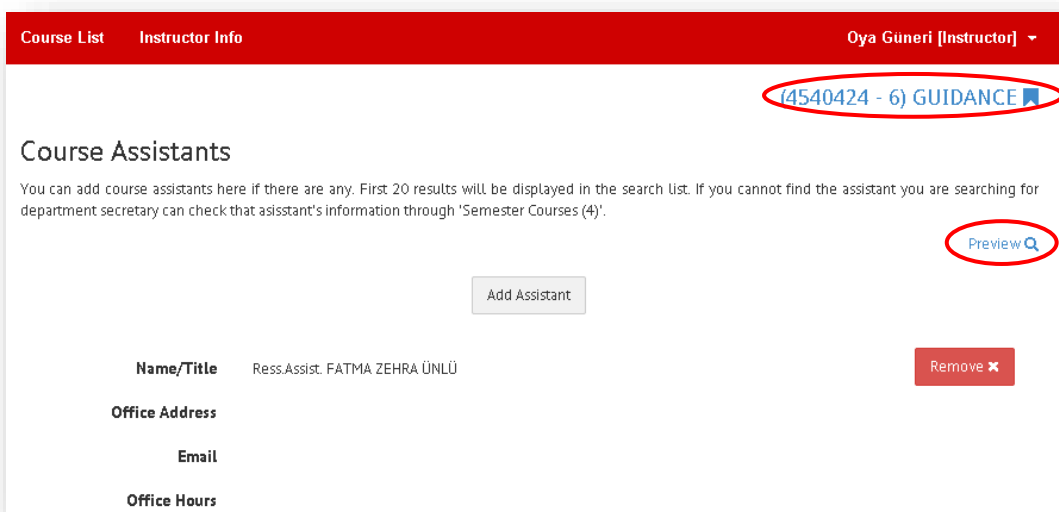 Course List Instructor Info Oya Güneri [Instructor]
(4540424 - 6) GUIDANCE
Course Assistants
You can add course assistants here if there are any. First 20 results will be displayed in the search list. If you cannot find the assistant you are searching for
department secretary can check that asisstant's information through 'Semester Courses (4)'.
Preview
Add Assistant
Name/Title Ress.Assist. FATMA ZEHRA ÜNLÜ Remove
Office Address
Email
Office Hours